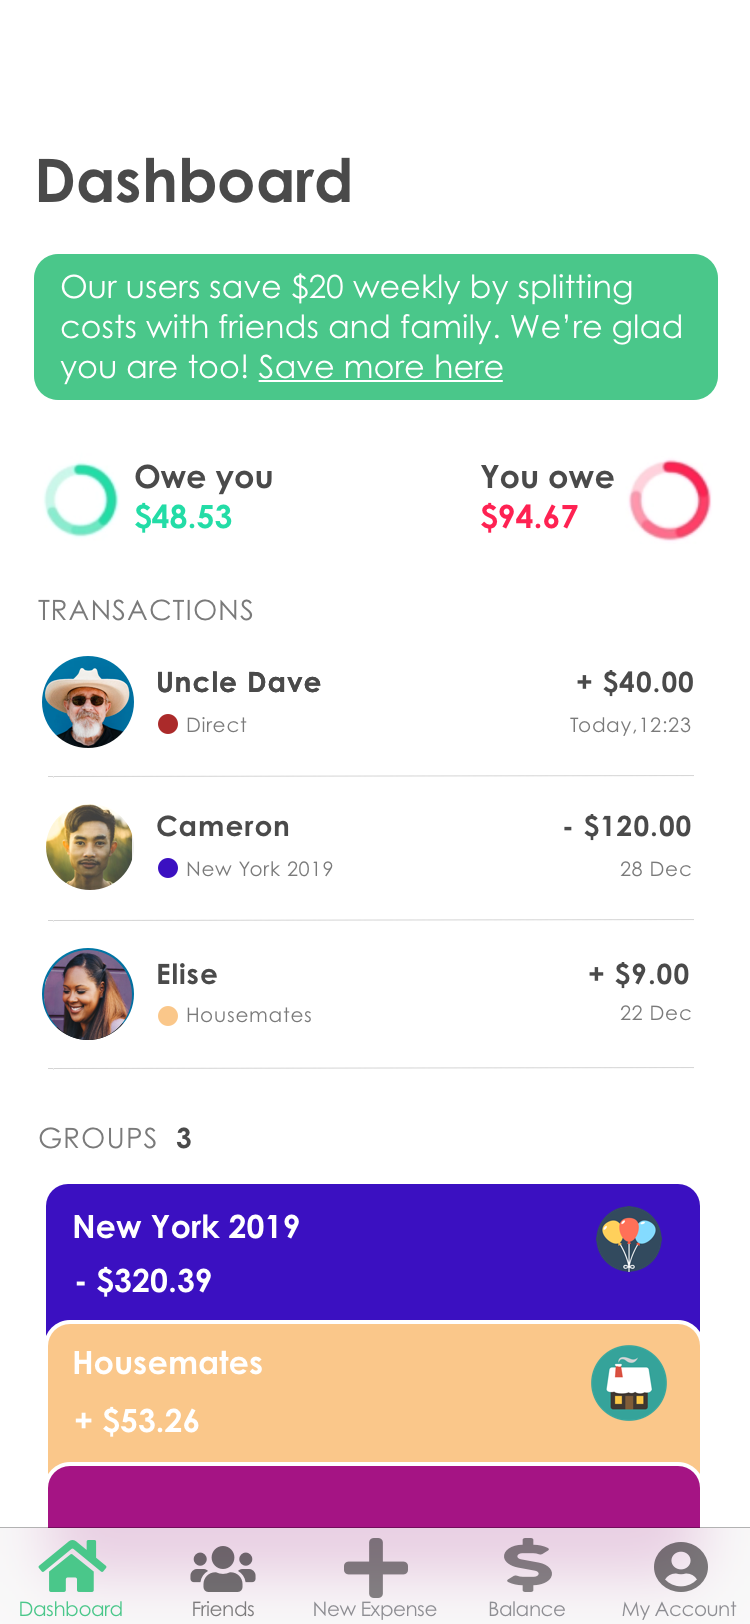 Dashboard
Our users save $20 weekly by splitting
costs with friends and family. We’re glad
you are too! Save more here
Owe you
$48.53
You owe
$94.67
TRANSACTIONS
Uncle Dave
+ $40.00
Direct
Today,12:23
Cameron
- $120.00
New York 2019
28 Dec
Elise
+ $9.00
Housemates
22 Dec
GROUPS 3
New York 2019
- $320.39
Housemates
+ $53.26
Dashboard
Friends
New Expense
Balance
My Account